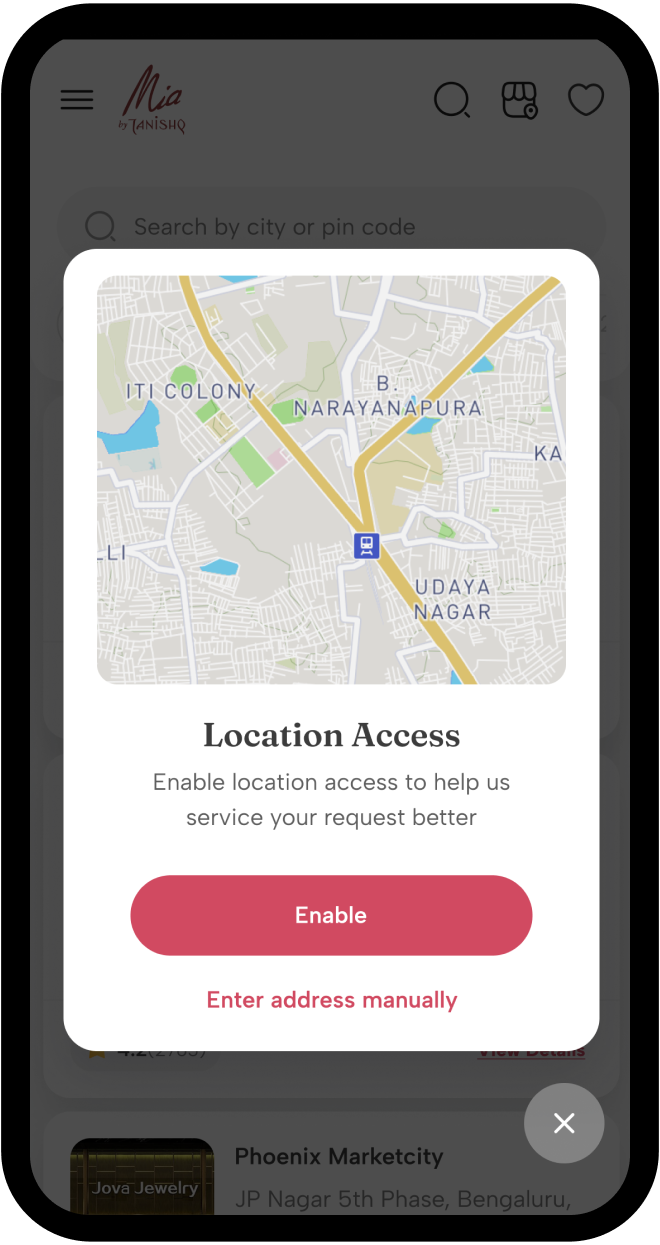 Mia
by TANISHQ
Search by city or pin code
ITI COLONY
B.
NARAYANAPURA
KA
LLI
UDAYA
NAGAR
Location Access
Enable location access to help us
service your request better
Enable
Enter address manually
4.2(2765)
View Details
Phoenix Marketcity
Jova Jewelry
JP Nagar 5th Phase, Bengaluru,